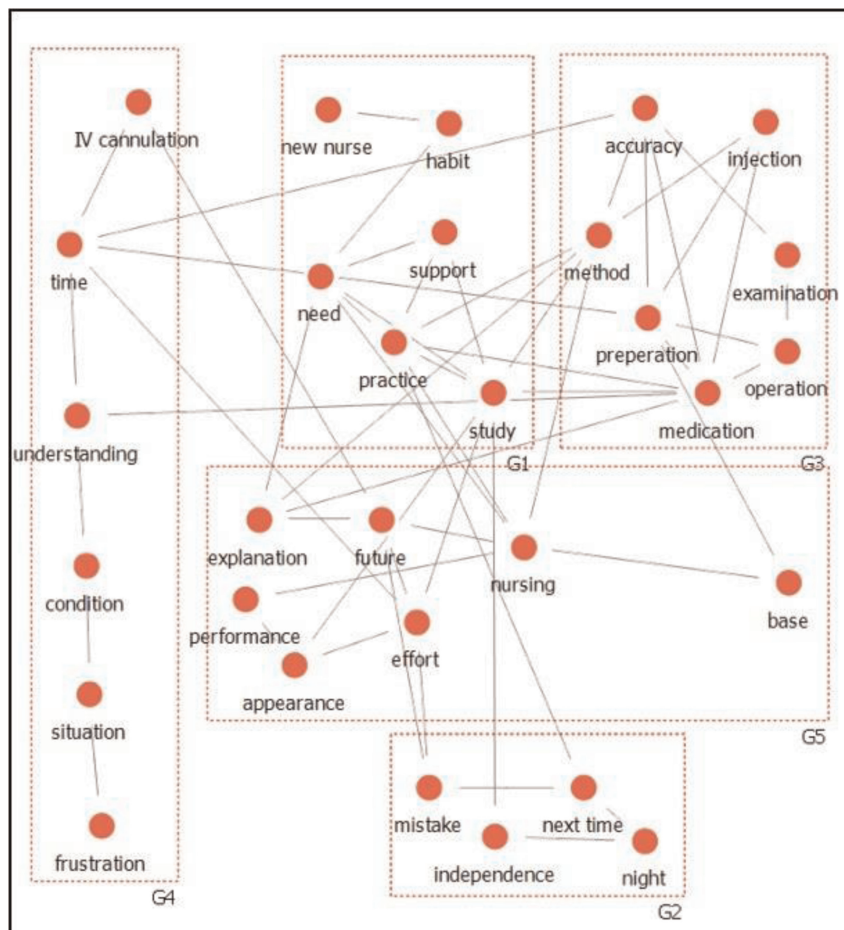 IV cannulation
time
understanding
condition
situation
frustration
G4
new nurse
habit
support
need
practice
study
G1
accuracy
injection
method
examination
preperation
operation
medication
G3
explanation
future
nursing
base
performance
effort
appearance
G5
mistake
next time
independence
night
G2